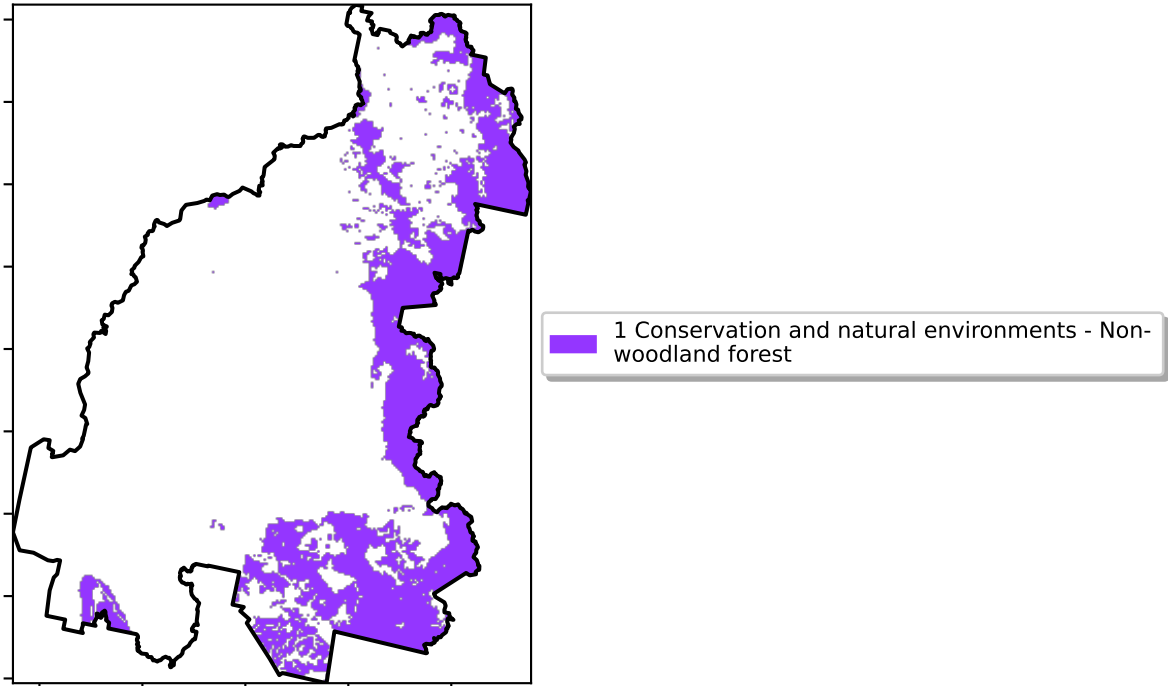 1 Conservation and natural environments - Non-
woodland forest